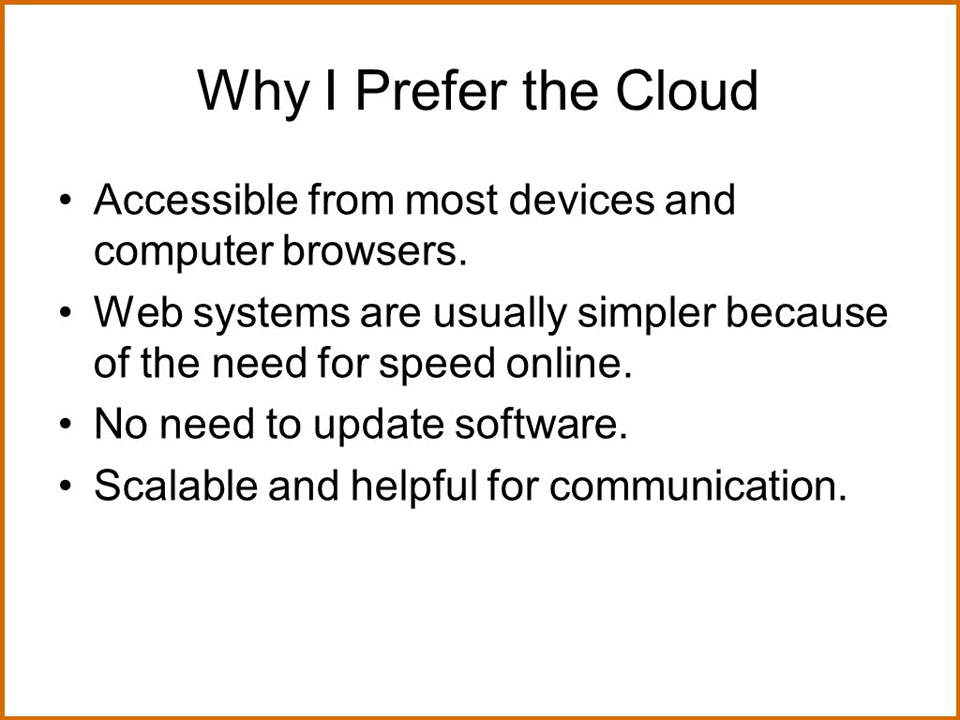 Why I Prefer the Cloud
• Accessible from most devices and
computer browsers.
• Web systems are usually simpler because
of the need for speed online.
• No need to update software.
• Scalable and helpful for communication.